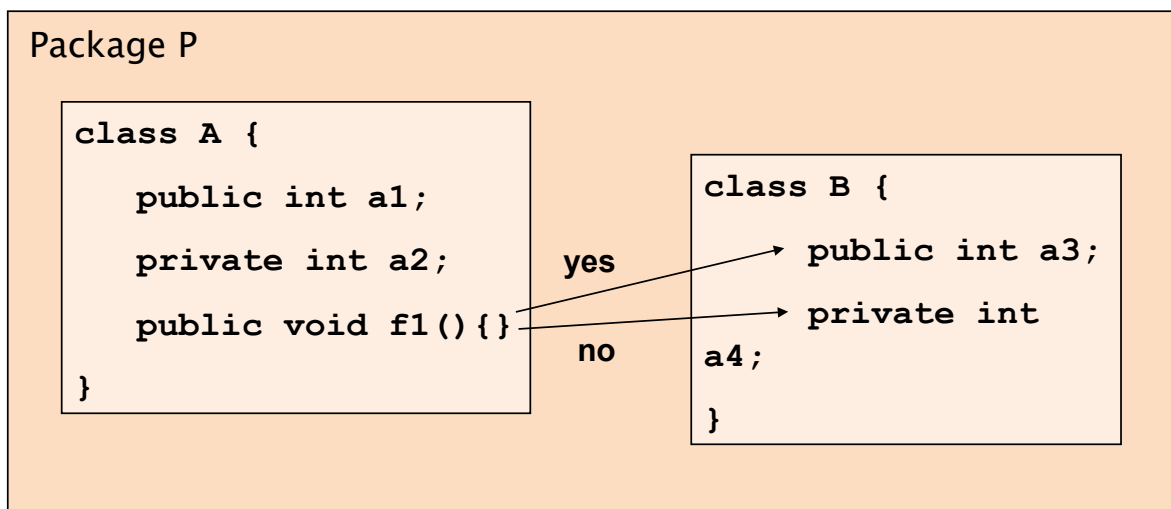 Package P
class A {
public int a1;
private int a2;
public void f1(){}
}
yes
no
class B {
public int a3;
private int
a4;
}